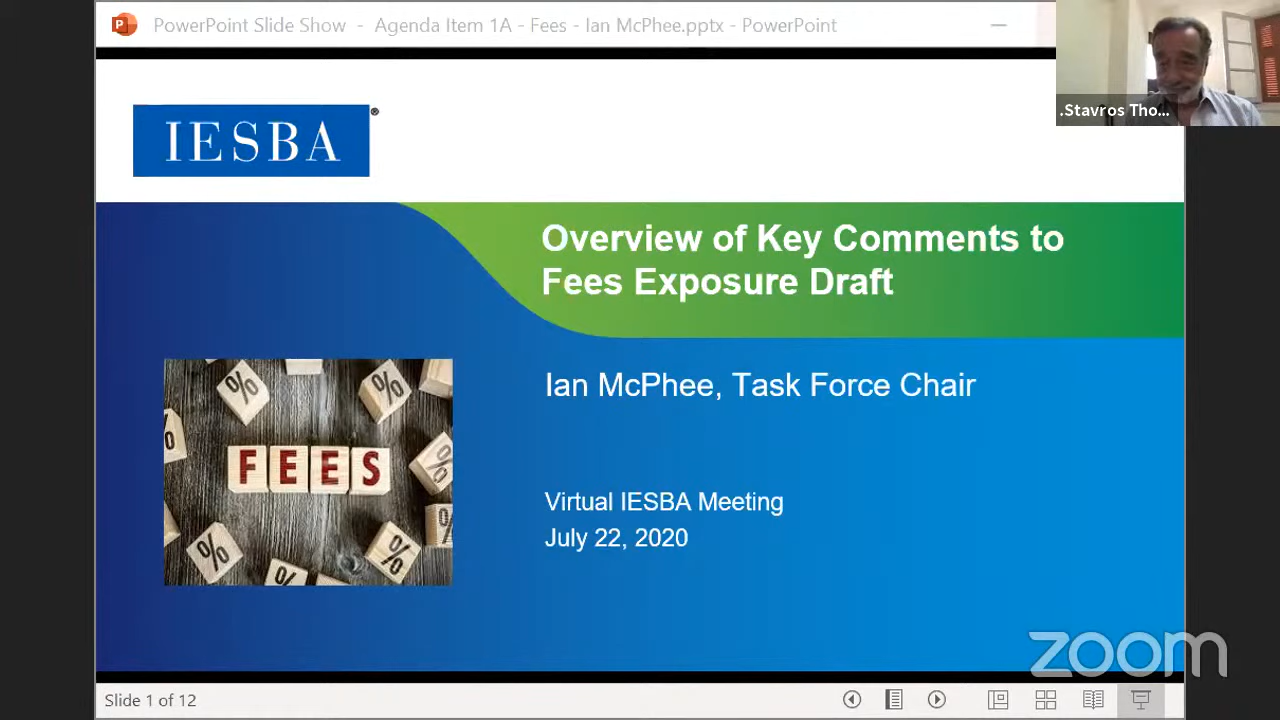 PowerPoint Slide Show - Agenda Item 1A - Fees - Ian McPhee.pptx - PowerPoint
.Stavros Tho...
IESBA®
Overview of Key Comments to
Fees Exposure Draft
Ian McPhee, Task Force Chair
% %
%
FEES
%
%
% %
%
Virtual IESBA Meeting
July 22, 2020
zoom
Slide 1 of 12